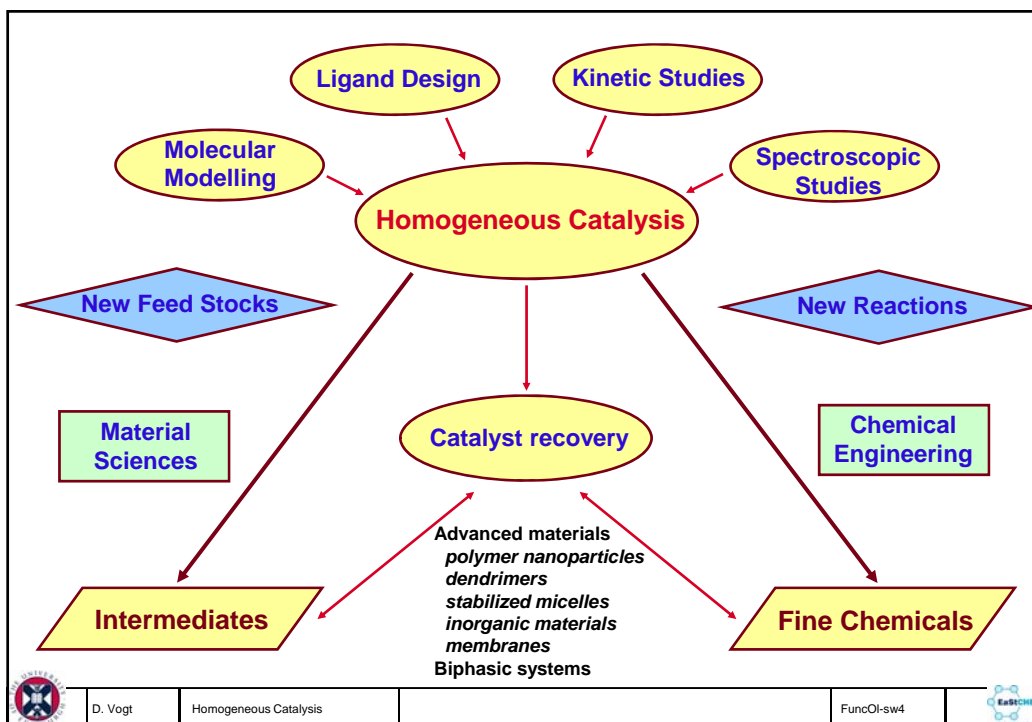 Ligand Design
Kinetic Studies
Molecular
Modelling
Spectroscopic
Studies
Homogeneous Catalysis
New Feed Stocks
New Reactions
Material
Sciences
Catalyst recovery
Chemical
Engineering
Advanced materials
polymer nanoparticles
dendrimers
stabilized micelles
inorganic materials
membranes
Biphasic systems
Intermediates
Fine Chemicals
D. Vogt
Homogeneous Catalysis
FuncOl-sw4
EaStCHE